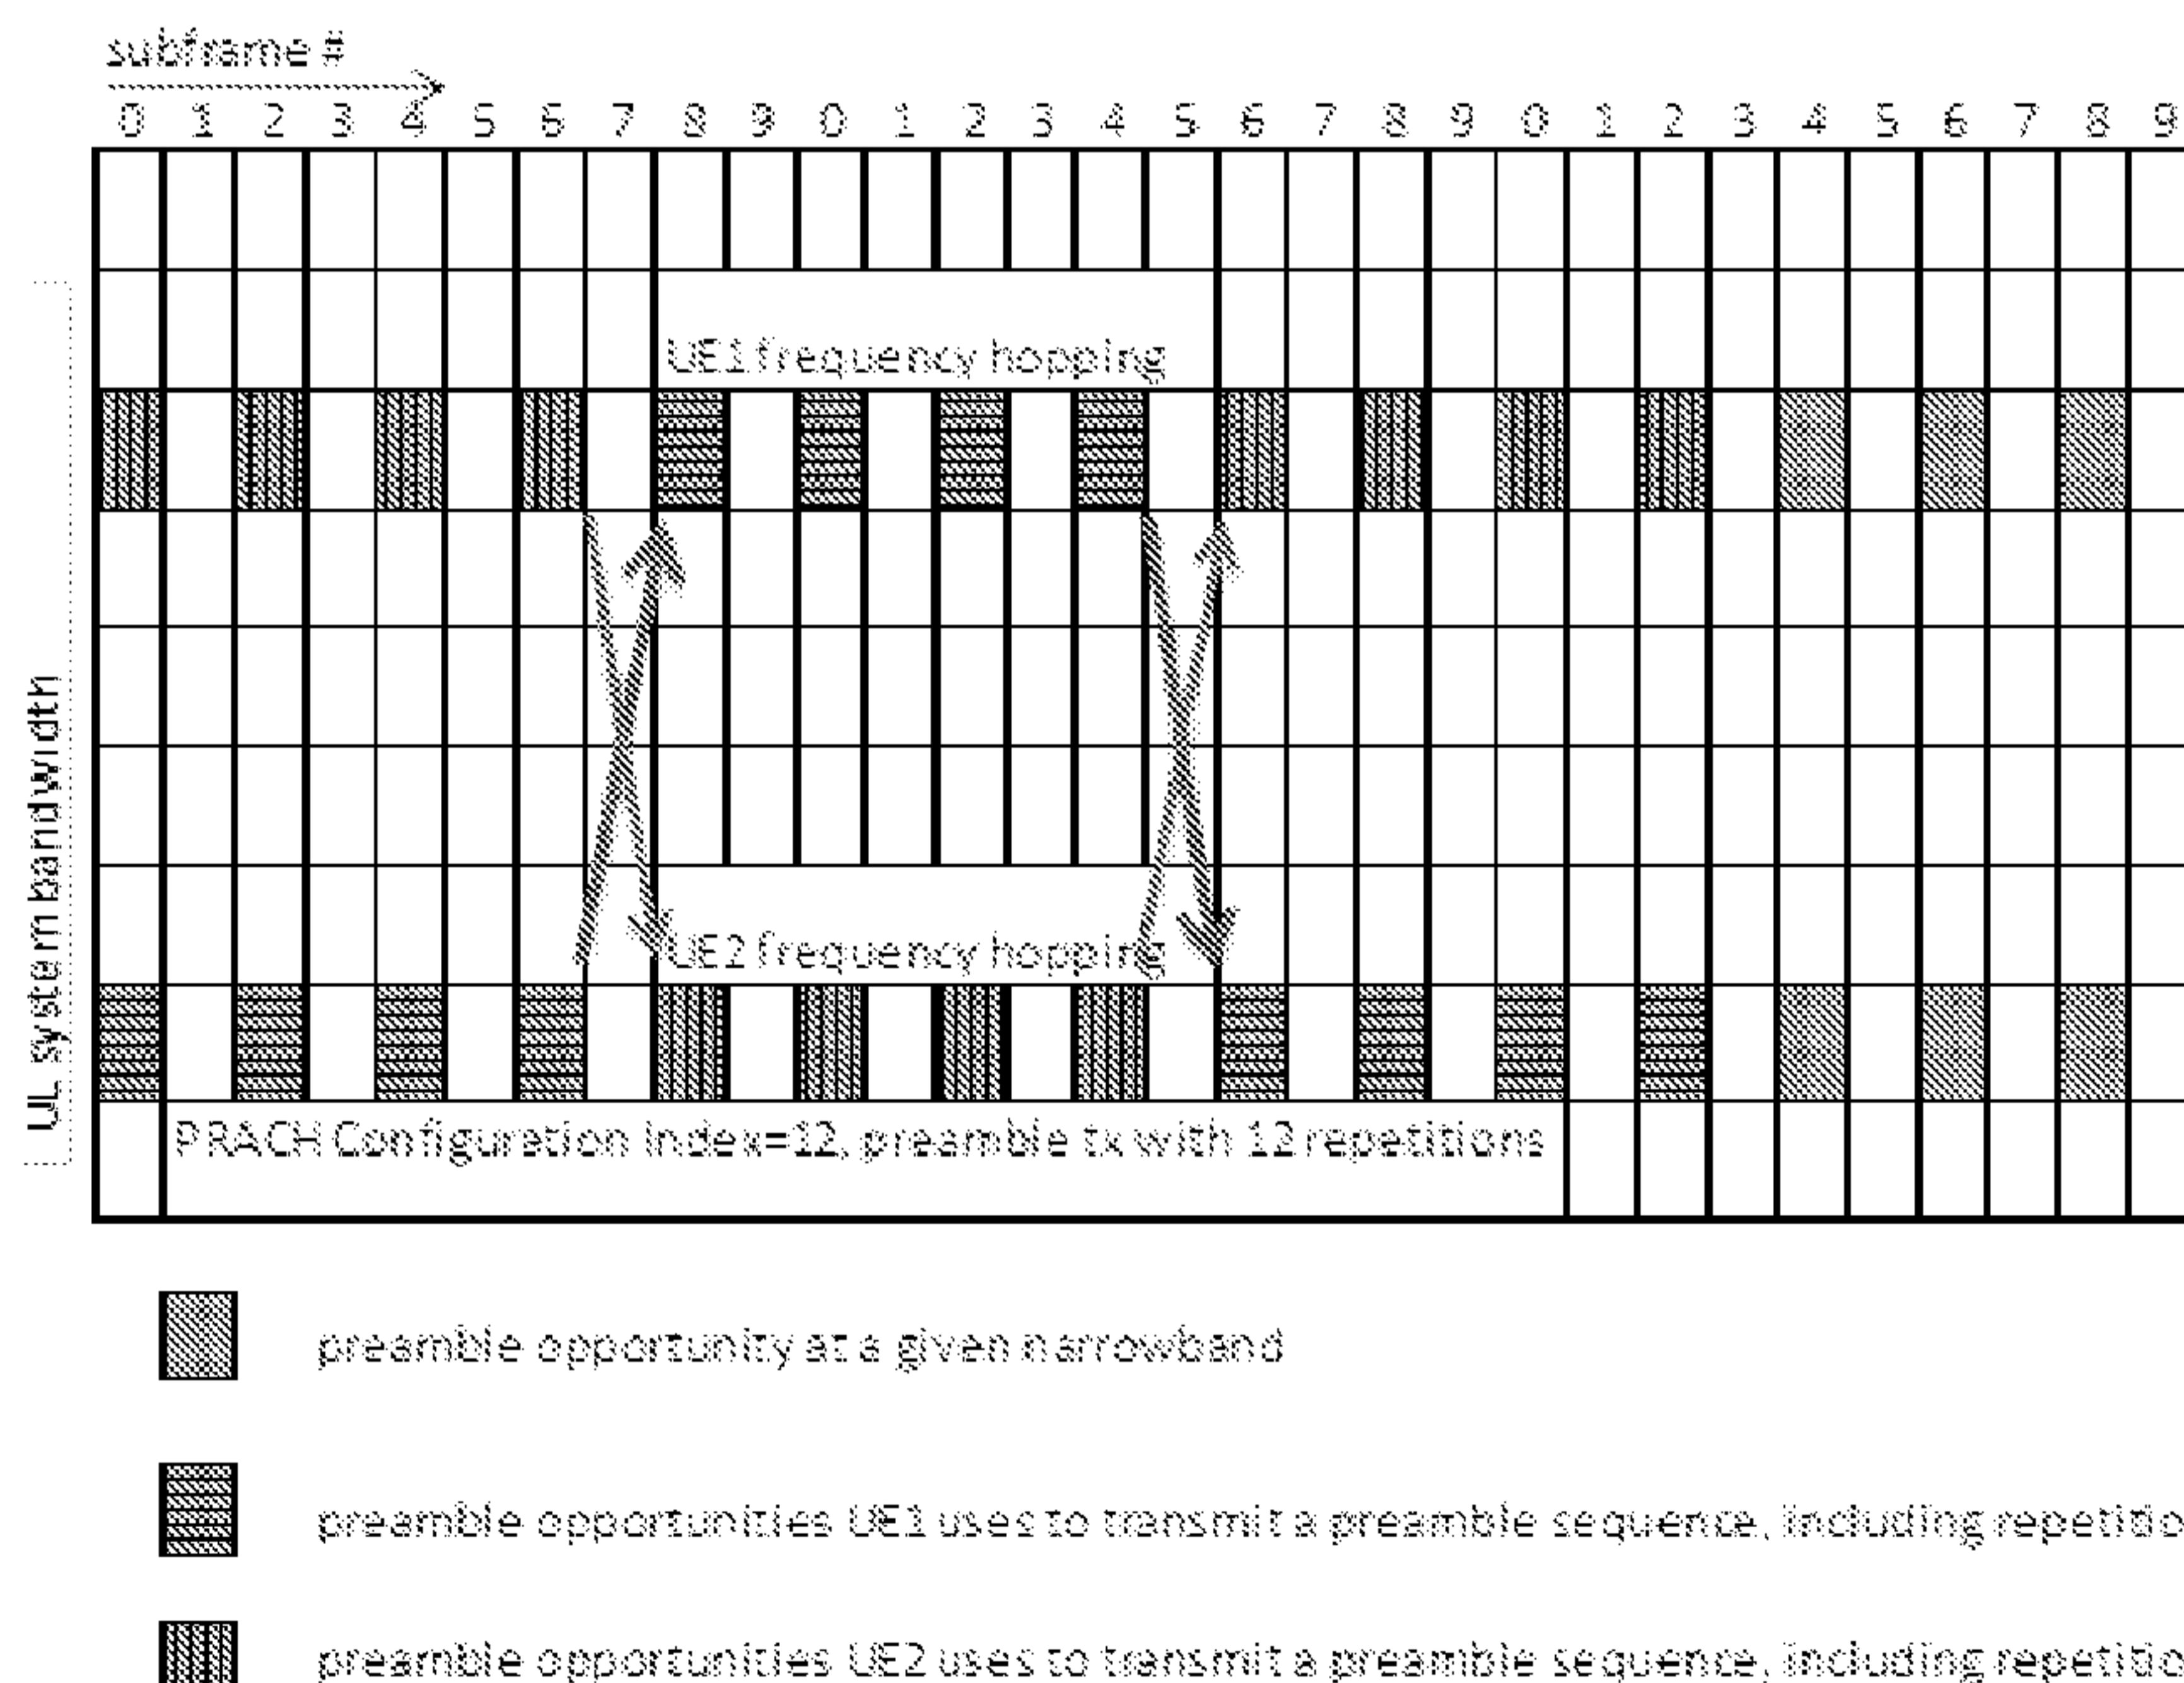 subframe #
0 1 2 3 4 5 6 7 8 9 0 1 2 3 4 5 6 7 8 9 0 1 2 3 4 5 6 7 8 9
UE1 frequency hopping
UL system bandwidth
UE2 frequency hopping
PRACH Configuration Index=12, preamble tx with 12 repetitions
preamble opportunity at a given narrowband
preamble opportunities UE1 uses to transmit a preamble sequence, including repetitio
preamble opportunities UE2 uses to transmit a preamble sequence, including repetitio